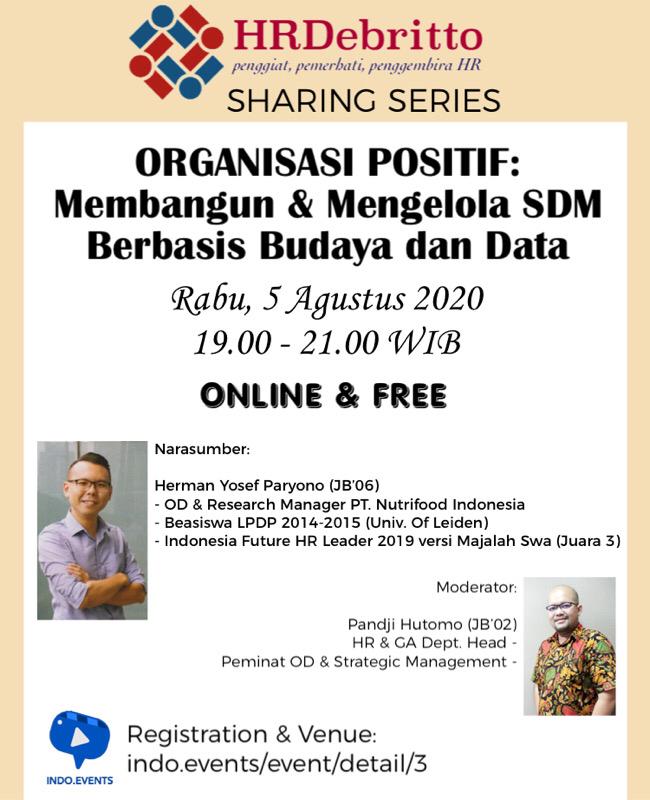 HRDebritto
penggiat, pemerhati, penggembira HR
SHARING SERIES
ORGANISASI POSITIF:
Membangun & Mengelola SDM
Berbasis Budaya dan Data
Rabu, 5 Agustus 2020
19.00 - 21.00 WIB
ONLINE & FREE
Narasumber:
Herman Yosef Paryono (JB'06)
- OD & Research Manager PT. Nutrifood Indonesia
- Beasiswa LPDP 2014-2015 (Univ. Of Leiden)
- Indonesia Future HR Leader 2019 versi Majalah Swa (Juara 3)
Moderator:
Pandji Hutomo (JB'02)
HR & GA Dept. Head -
Peminat OD & Strategic Management -
INDO.EVENTS
Registration & Venue:
indo.events/event/detail/3